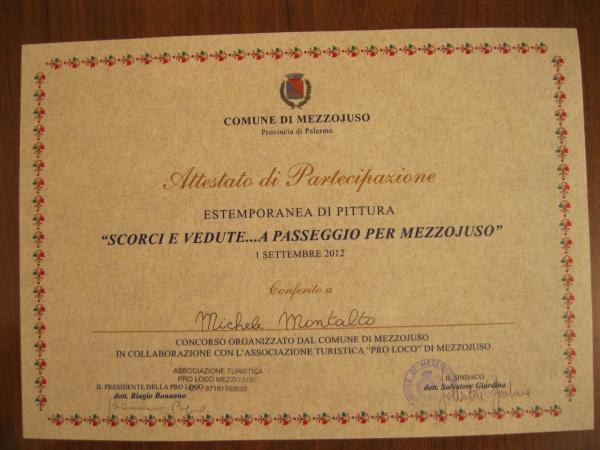 COMUNE DI MEZZOJUSO
Provincia di Palermo
Attestato di Partecipazione
ESTEMPORANEA DI PITTURA
“SCORCI E VEDUTE...A PASSEGGIO PER MEZZOJUSO”
1 SETTEMBRE 2012
Conferito a
Michele Montalto
CONCORSO ORGANIZZATO DAL COMUNE DI MEZZOJUSO
IN COLLABORAZIONE CON L'ASSOCIAZIONE TURISTICA “PRO LOCO” DI MEZZOJUSO
ASSOCIAZIONE TURISTICA
PRO LOCO MEZZOJUSO
IL PRESIDENTE DELLA PRO LOCO
dott. Biagio Bonanno
IL SINDACO
dott. Salvatore Giardina